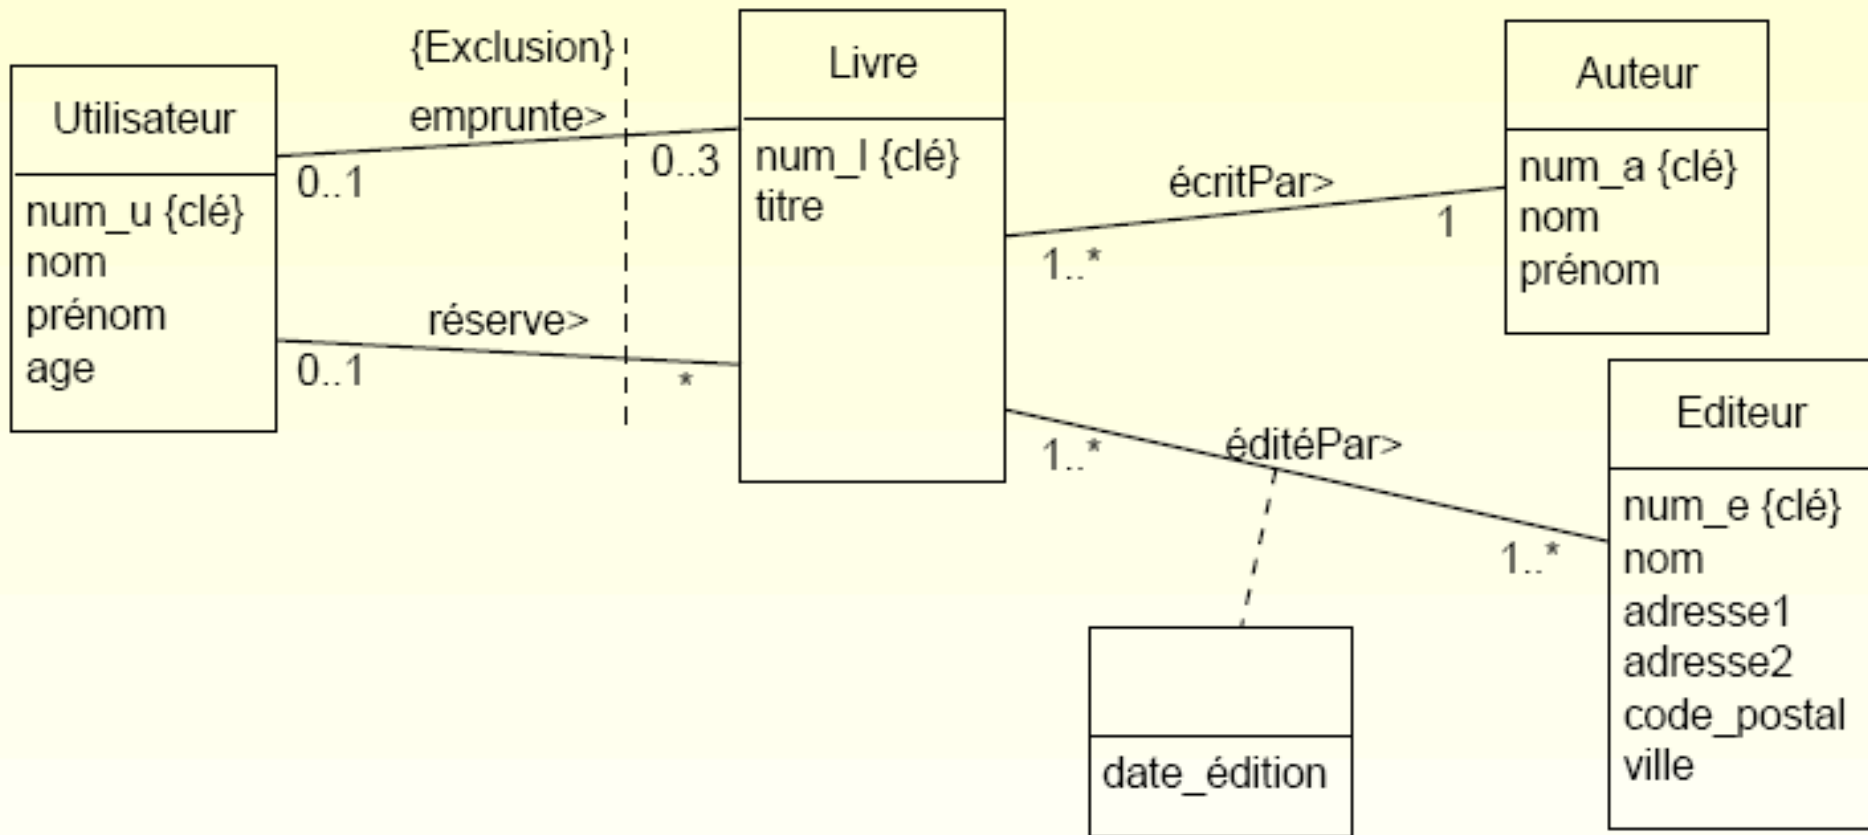 Utilisateur
num_u {clé}
nom
prénom
age
{Exclusion}
emprunte>
0..1
0..3
réserve>
0..1
*
Livre
num_l {clé}
titre
écritPar>
1..*
1
Auteur
num_a {clé}
nom
prénom
éditéPar>
1..*
1..*
Editeur
num_e {clé}
nom
adresse1
adresse2
code_postal
ville
date_édition